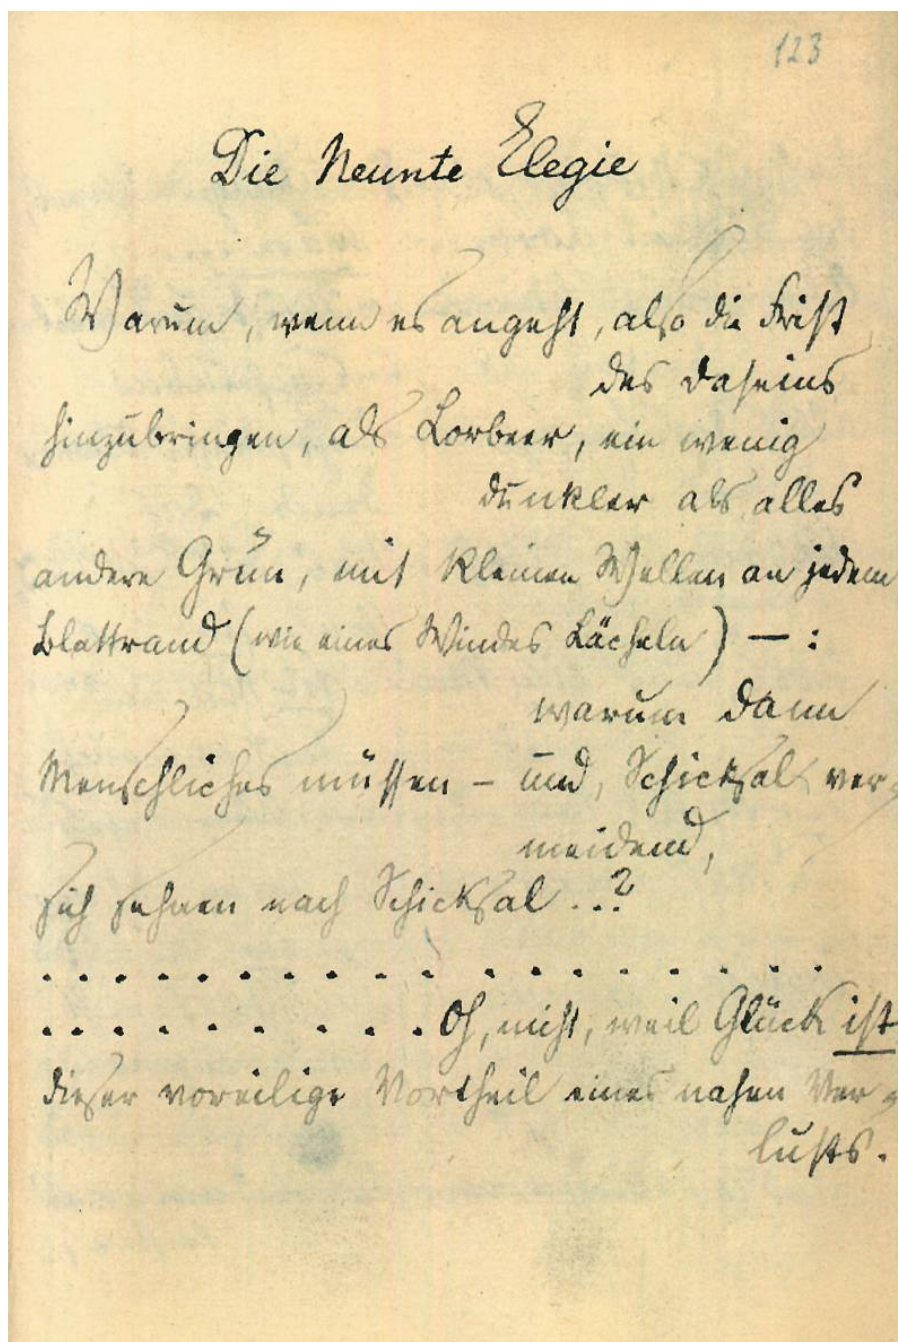 123
Die Neunte Elegie
Warum, wenn es angeht, also die Frist
des Daseins
hinzubringen, als Lorbeer, ein wenig
dunkler als alles
andere Grün, mit kleinen Wellen an jedem
Blattrand (wie eines Windes Lächeln) — :
warum dann
Menschliches müssen – und, Schicksal ver-
meidend,
sich sehnen nach Schicksal ..?
. . . . . . . . . . . . . . . . . .
. . . . . . . . . . Oh, nicht, weil Glück ist
dieser voreilige Vortheil eines nahen Ver-
lusts.